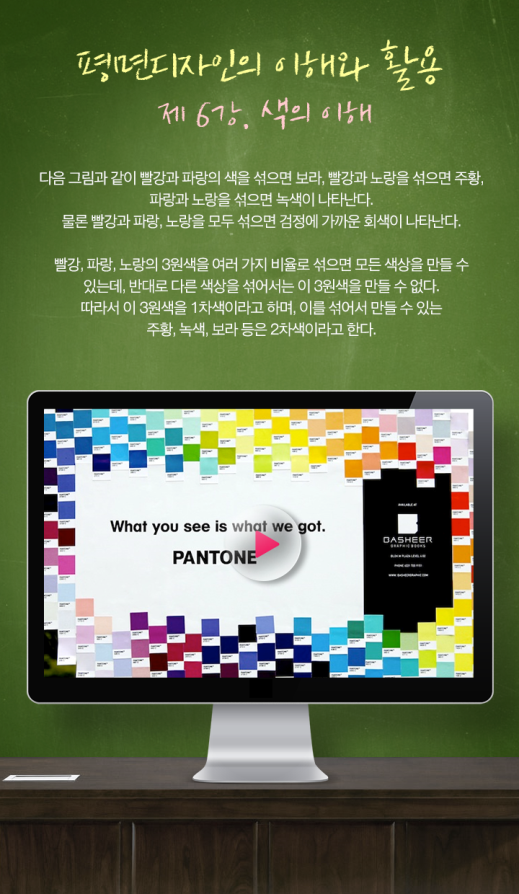 평면디자인의 이해와 활용
제 6강. 색의 이해
다음 그림과 같이 빨강과 파랑의 색을 섞으면 보라, 빨강과 노랑을 섞으면 주황,
파랑과 노랑을 섞으면 녹색이 나타난다.
물론 빨강과 파랑, 노랑을 모두 섞으면 검정에 가까운 회색이 나타난다.
빨강, 파랑, 노랑의 3원색을 여러 가지 비율로 섞으면 모든 색상을 만들 수
있는데, 반대로 다른 색상을 섞어서는 이 3원색을 만들 수 없다.
따라서 이 3원색을 1차색이라고 하며, 이를 섞어서 만들 수 있는
주황, 녹색, 보라 등은 2차색이라고 한다.
What you see is what we got.
PANTONE
AVAILABLE AT
BASHEER
GRAPHIC BOOKS